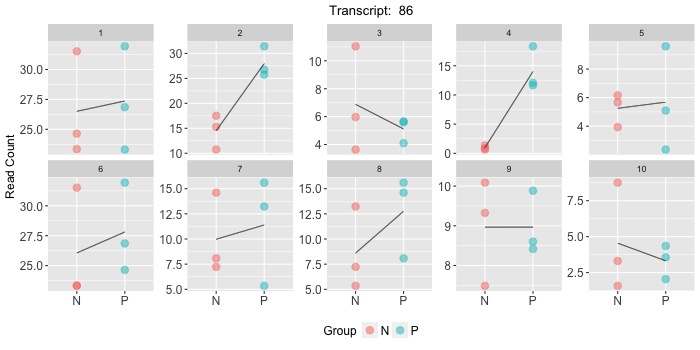 Transcript: 86
Read Count
1 2 3 4 5
30.0 27.5 25.0
30 25 20 15 10
10 8 6 4
15 10 5 0
8 6 4
6 7 8 9 10
30.0 27.5 25.0
15.0 12.5 10.0 7.5 5.0
15.0 12.5 10.0 7.5 5.0
10 9 8
7.5 5.0 2.5
N P N P N P N P N P
Group N P